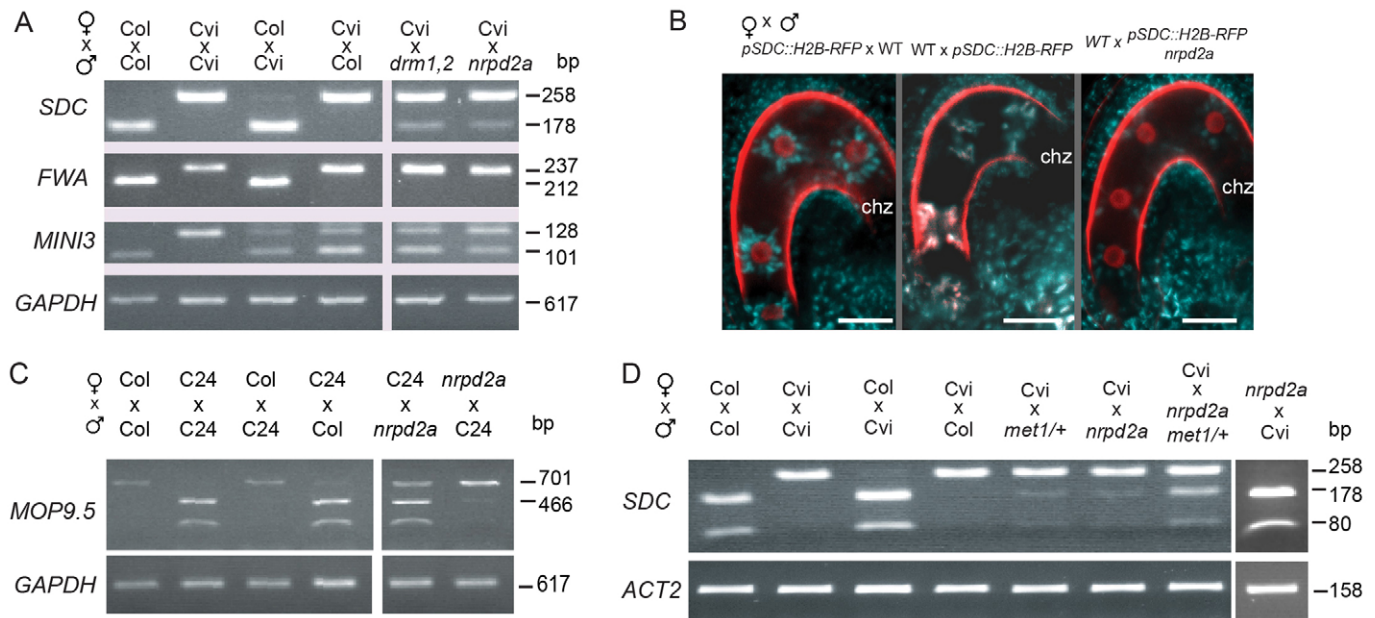 A
♀ Col Cvi Col Cvi Cvi Cvi
x x x x x x x
♂ Col Cvi Cvi Col drm1,2 nrpd2a bp
SDC
258
178
FWA
237
212
MINI3
128
101
GAPDH
617
B
♀ x ♂
pSDC::H2B-RFP x WT
WT x pSDC::H2B-RFP
WT x pSDC::H2B-RFP
nrpd2a
chz
chz
C
♀ Col C24 Col C24 C24 nrpd2a
x x x x x x x
♂ Col C24 C24 Col nrpd2a C24 bp
MOP9.5
701
466
GAPDH
617
D
♀ Col Cvi Col Cvi Cvi Cvi Cvi nrpd2a
x x x x x x x x x
♂ Col Cvi Cvi Col met1/+ nrpd2a nrpd2a met1/+ Cvi bp
SDC
258
178
80
ACT2
158